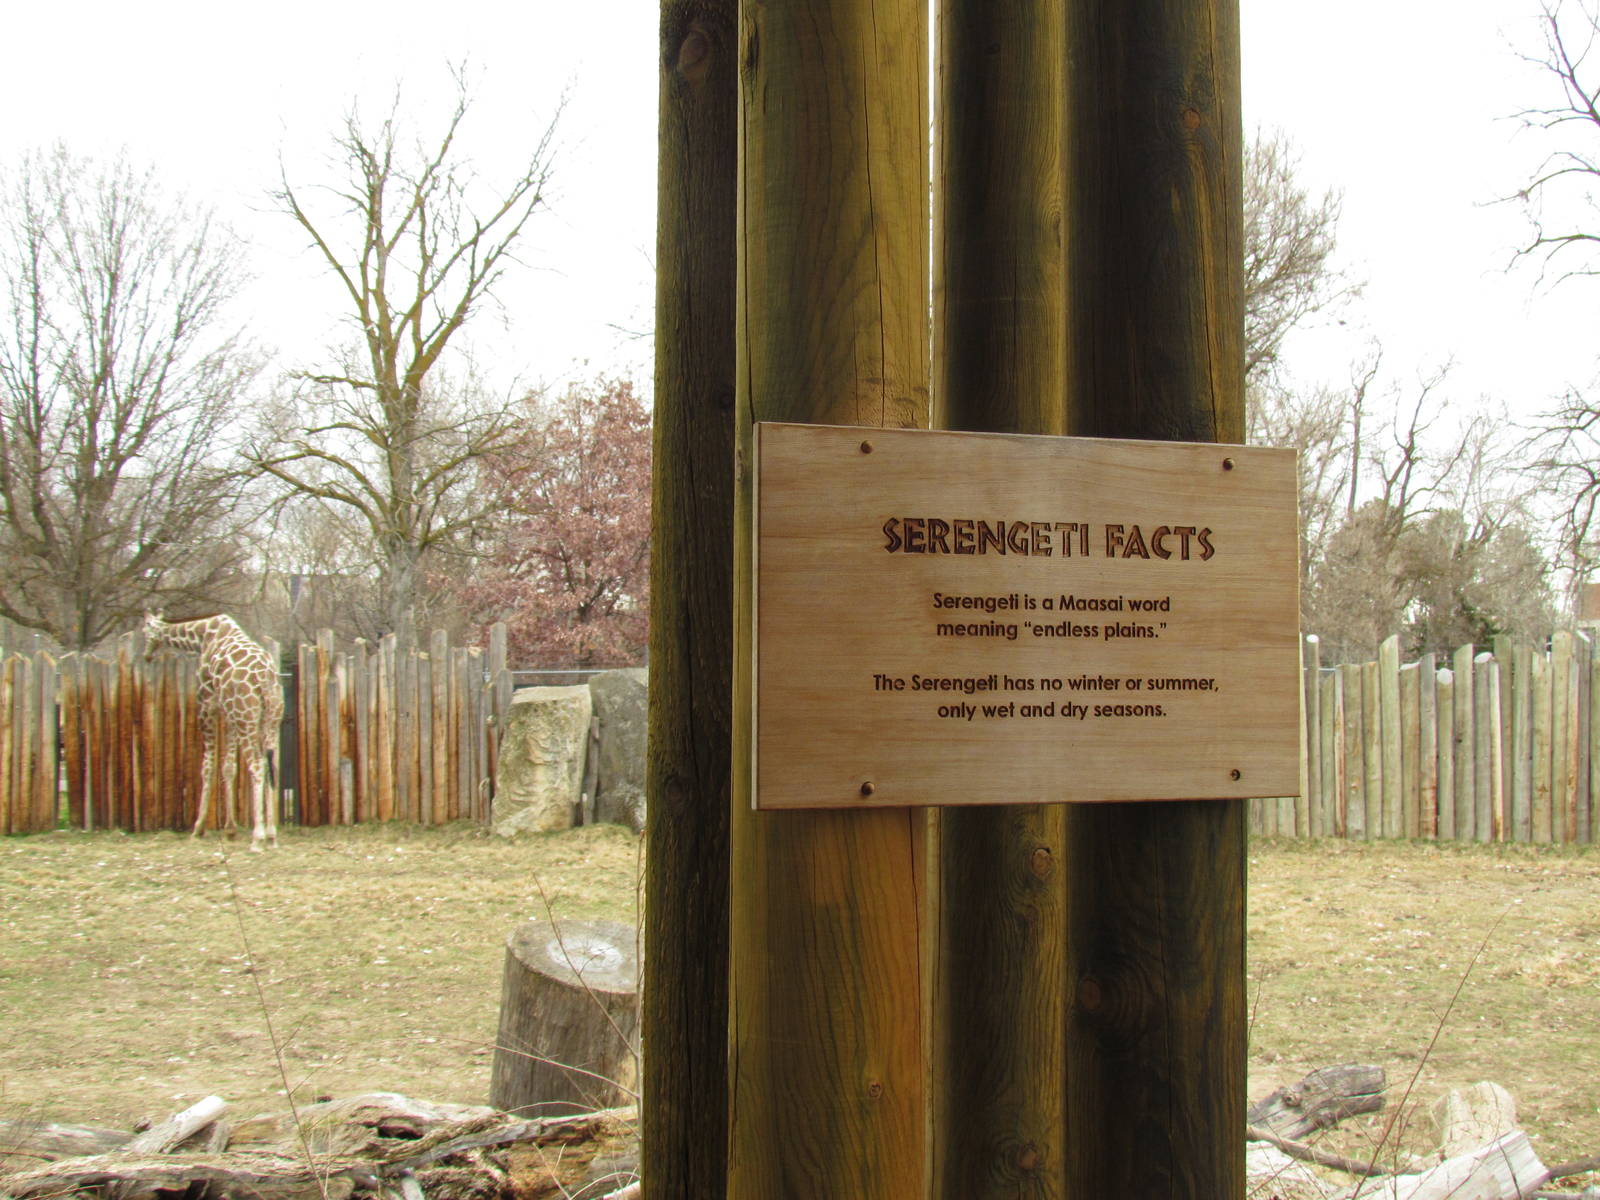 SERENGETI FACTS
Serengeti is a Maasai word
meaning “endless plains.”
The Serengeti has no winter or summer,
only wet and dry seasons.